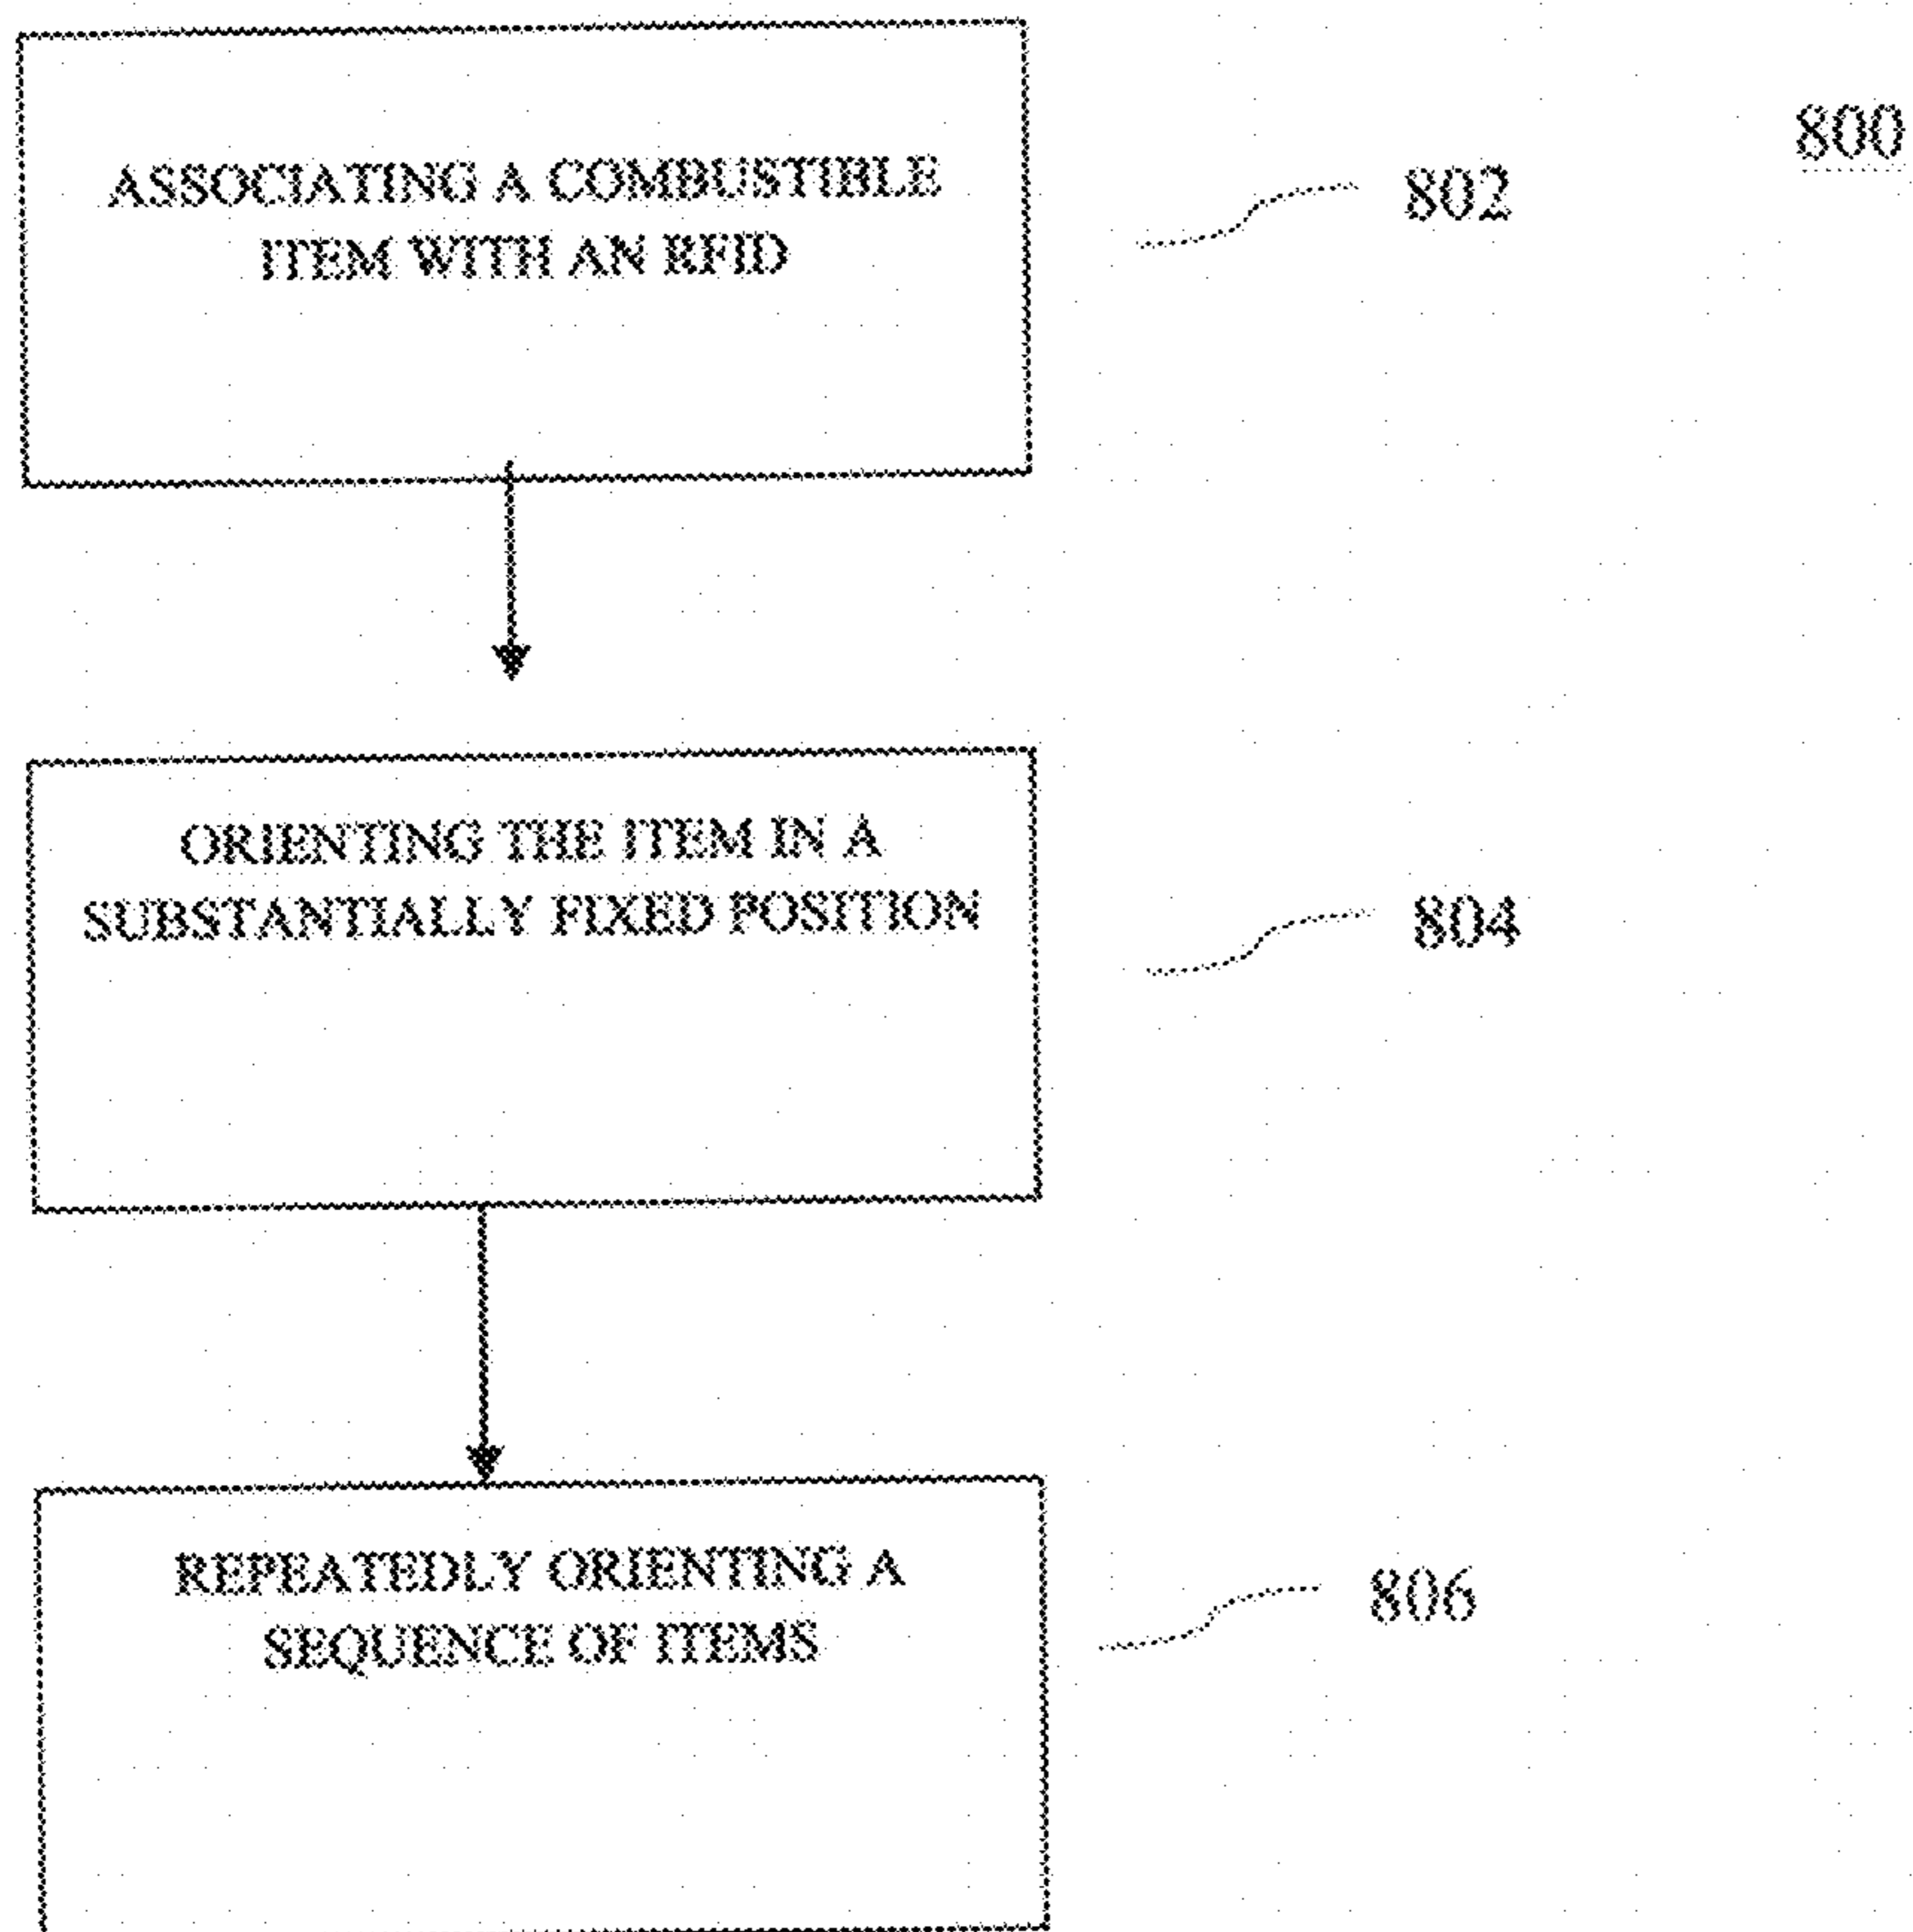 800
ASSOCIATING A COMBUSTIBLE
ITEM WITH AN RFID
802
ORIENTING THE ITEM IN A
SUBSTANTIALLY FIXED POSITION
804
REPEATEDLY ORIENTING A
SEQUENCE OF ITEMS
806